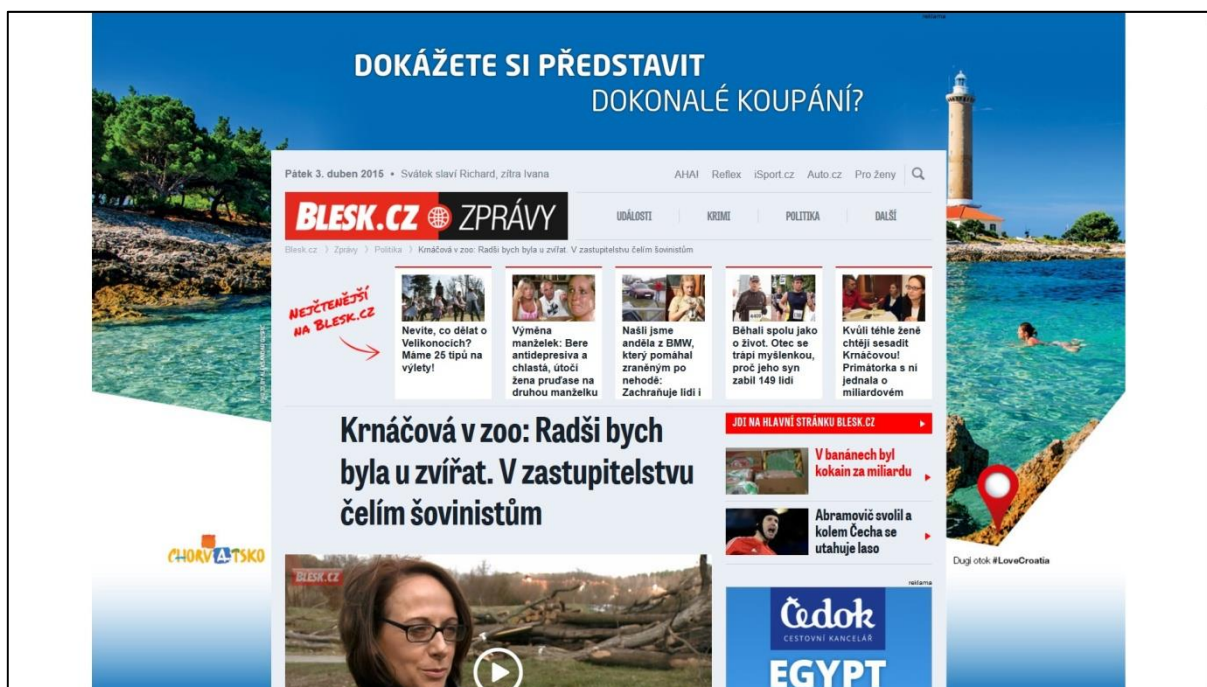 reklama
DOKÁŽETE SI PŘEDSTAVIT
DOKONALÉ KOUPÁNÍ?
Pátek 3. duben 2015 • Svátek slaví Richard, zítra Ivana
AHA! Reflex iSport.cz Auto.cz Pro ženy
BLESK.CZ ZPRÁVY
UDÁLOSTI KRIMI POLITIKA DALŠÍ
Blesk.cz > Zprávy > Politika > Krnáčová v zoo: Radši bych byla u zvířat. V zastupitelstvu čelím šovinistům
NEJČTENĚJŠÍ
NA BLESK.CZ
Nevíte, co dělat o
Velikonocích?
Máme 25 tipů na
výlety!
Výměna
manželek: Bere
antidepresiva a
chlastá, útočí
žena pruďase na
druhou manželku
Našli jsme
anděla z BMW,
který pomáhal
zraněným po
nehodě:
Zachraňuje lidi i
Běhali spolu jako
o život. Otec se
trápí myšlenkou,
proč jeho syn
zabil 149 lidí
Kvůli téhle ženě
chtějí sesadit
Krnáčovou!
Primátorka s ní
jednala o
miliardovém
Krnáčová v zoo: Radši bych
byla u zvířat. V zastupitelstvu
čelím šovinistům
JDI NA HLAVNÍ STRÁNKU BLESK.CZ
V banánech byl
kokain za miliardu
Abramovič svolil a
kolem Čecha se
utahuje laso
CHORVATSKO
Dugi otok #LoveCroatia
BLESK.CZ
reklama
Čedok
CESTOVNÍ KANCELÁŘ
EGYPT